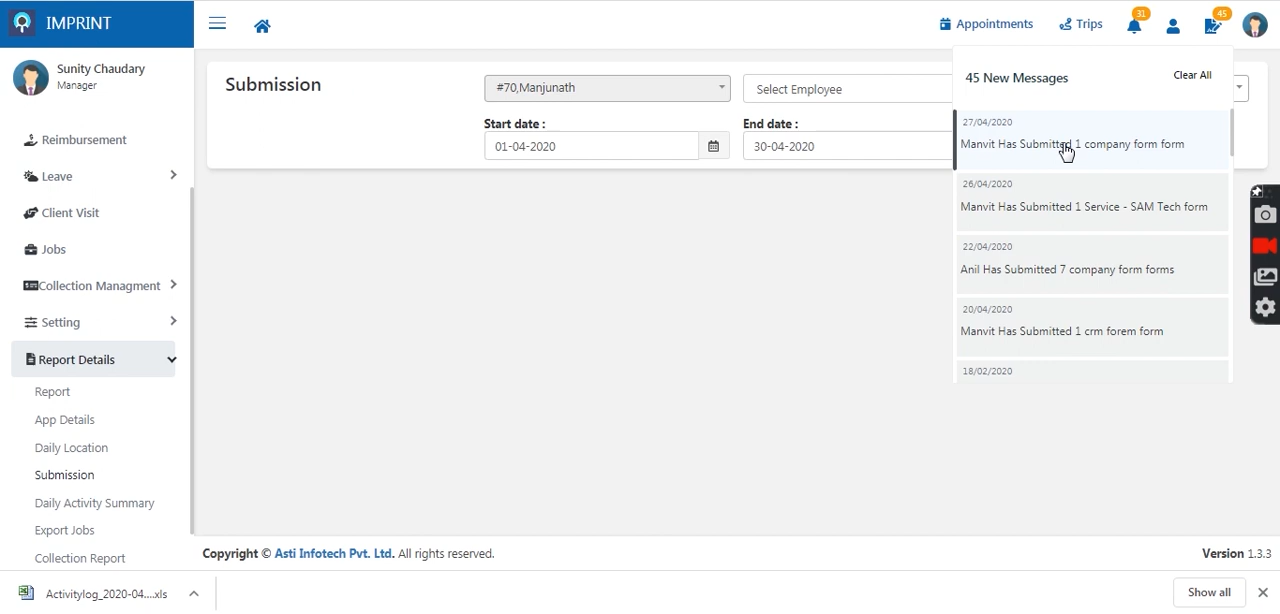 IMPRINT
Appointments
Trips
31
45
Sunity Chaudary
Manager
Reimbursement
Leave
Client Visit
Jobs
Collection Managment
Setting
Report Details
Report
App Details
Daily Location
Submission
Daily Activity Summary
Export Jobs
Collection Report
Submission
#70,Manjunath
Select Employee
Start date :
End date :
01-04-2020
30-04-2020
45 New Messages
Clear All
27/04/2020
Manvit Has Submitted 1 company form form
26/04/2020
Manvit Has Submitted 1 Service - SAM Tech form
22/04/2020
Anil Has Submitted 7 company form forms
20/04/2020
Manvit Has Submitted 1 crm forem form
18/02/2020
Copyright © Asti Infotech Pvt. Ltd. All rights reserved.
Version 1.3.3
Activitylog_2020-04....xls
Show all